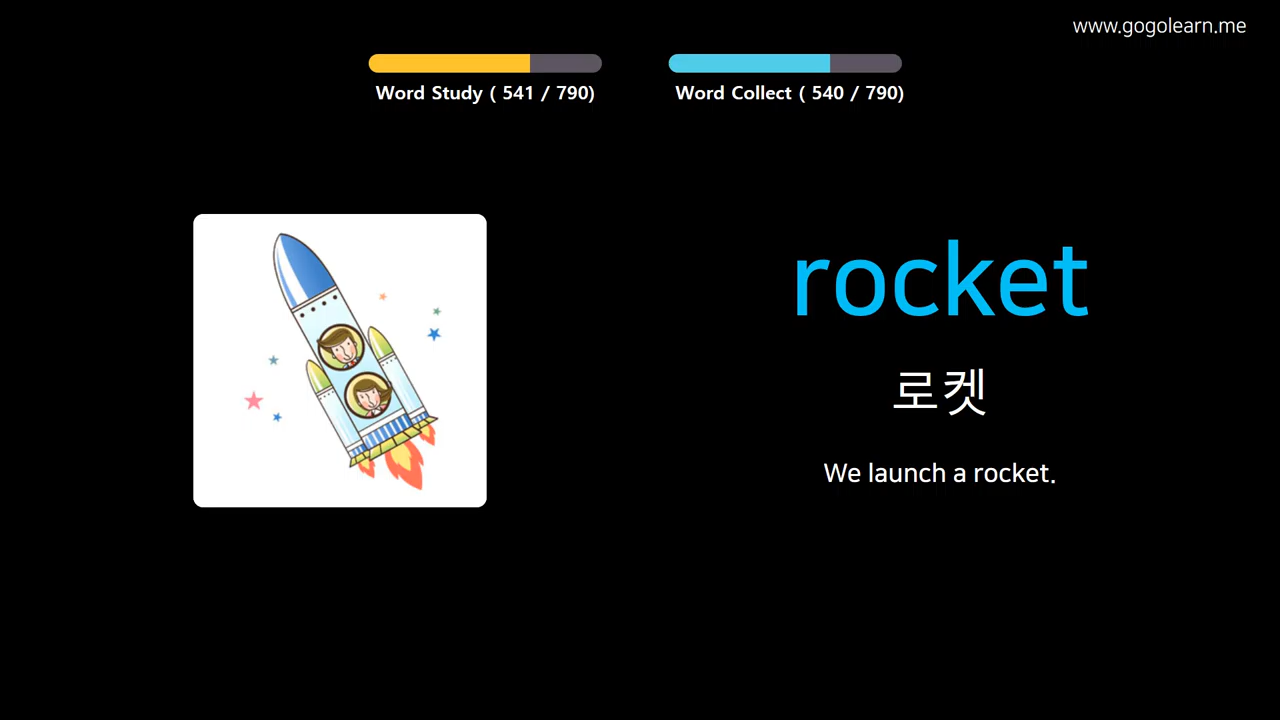 www.gogolearn.me
Word Study ( 541 / 790)
Word Collect ( 540 / 790)
rocket
로켓
We launch a rocket.